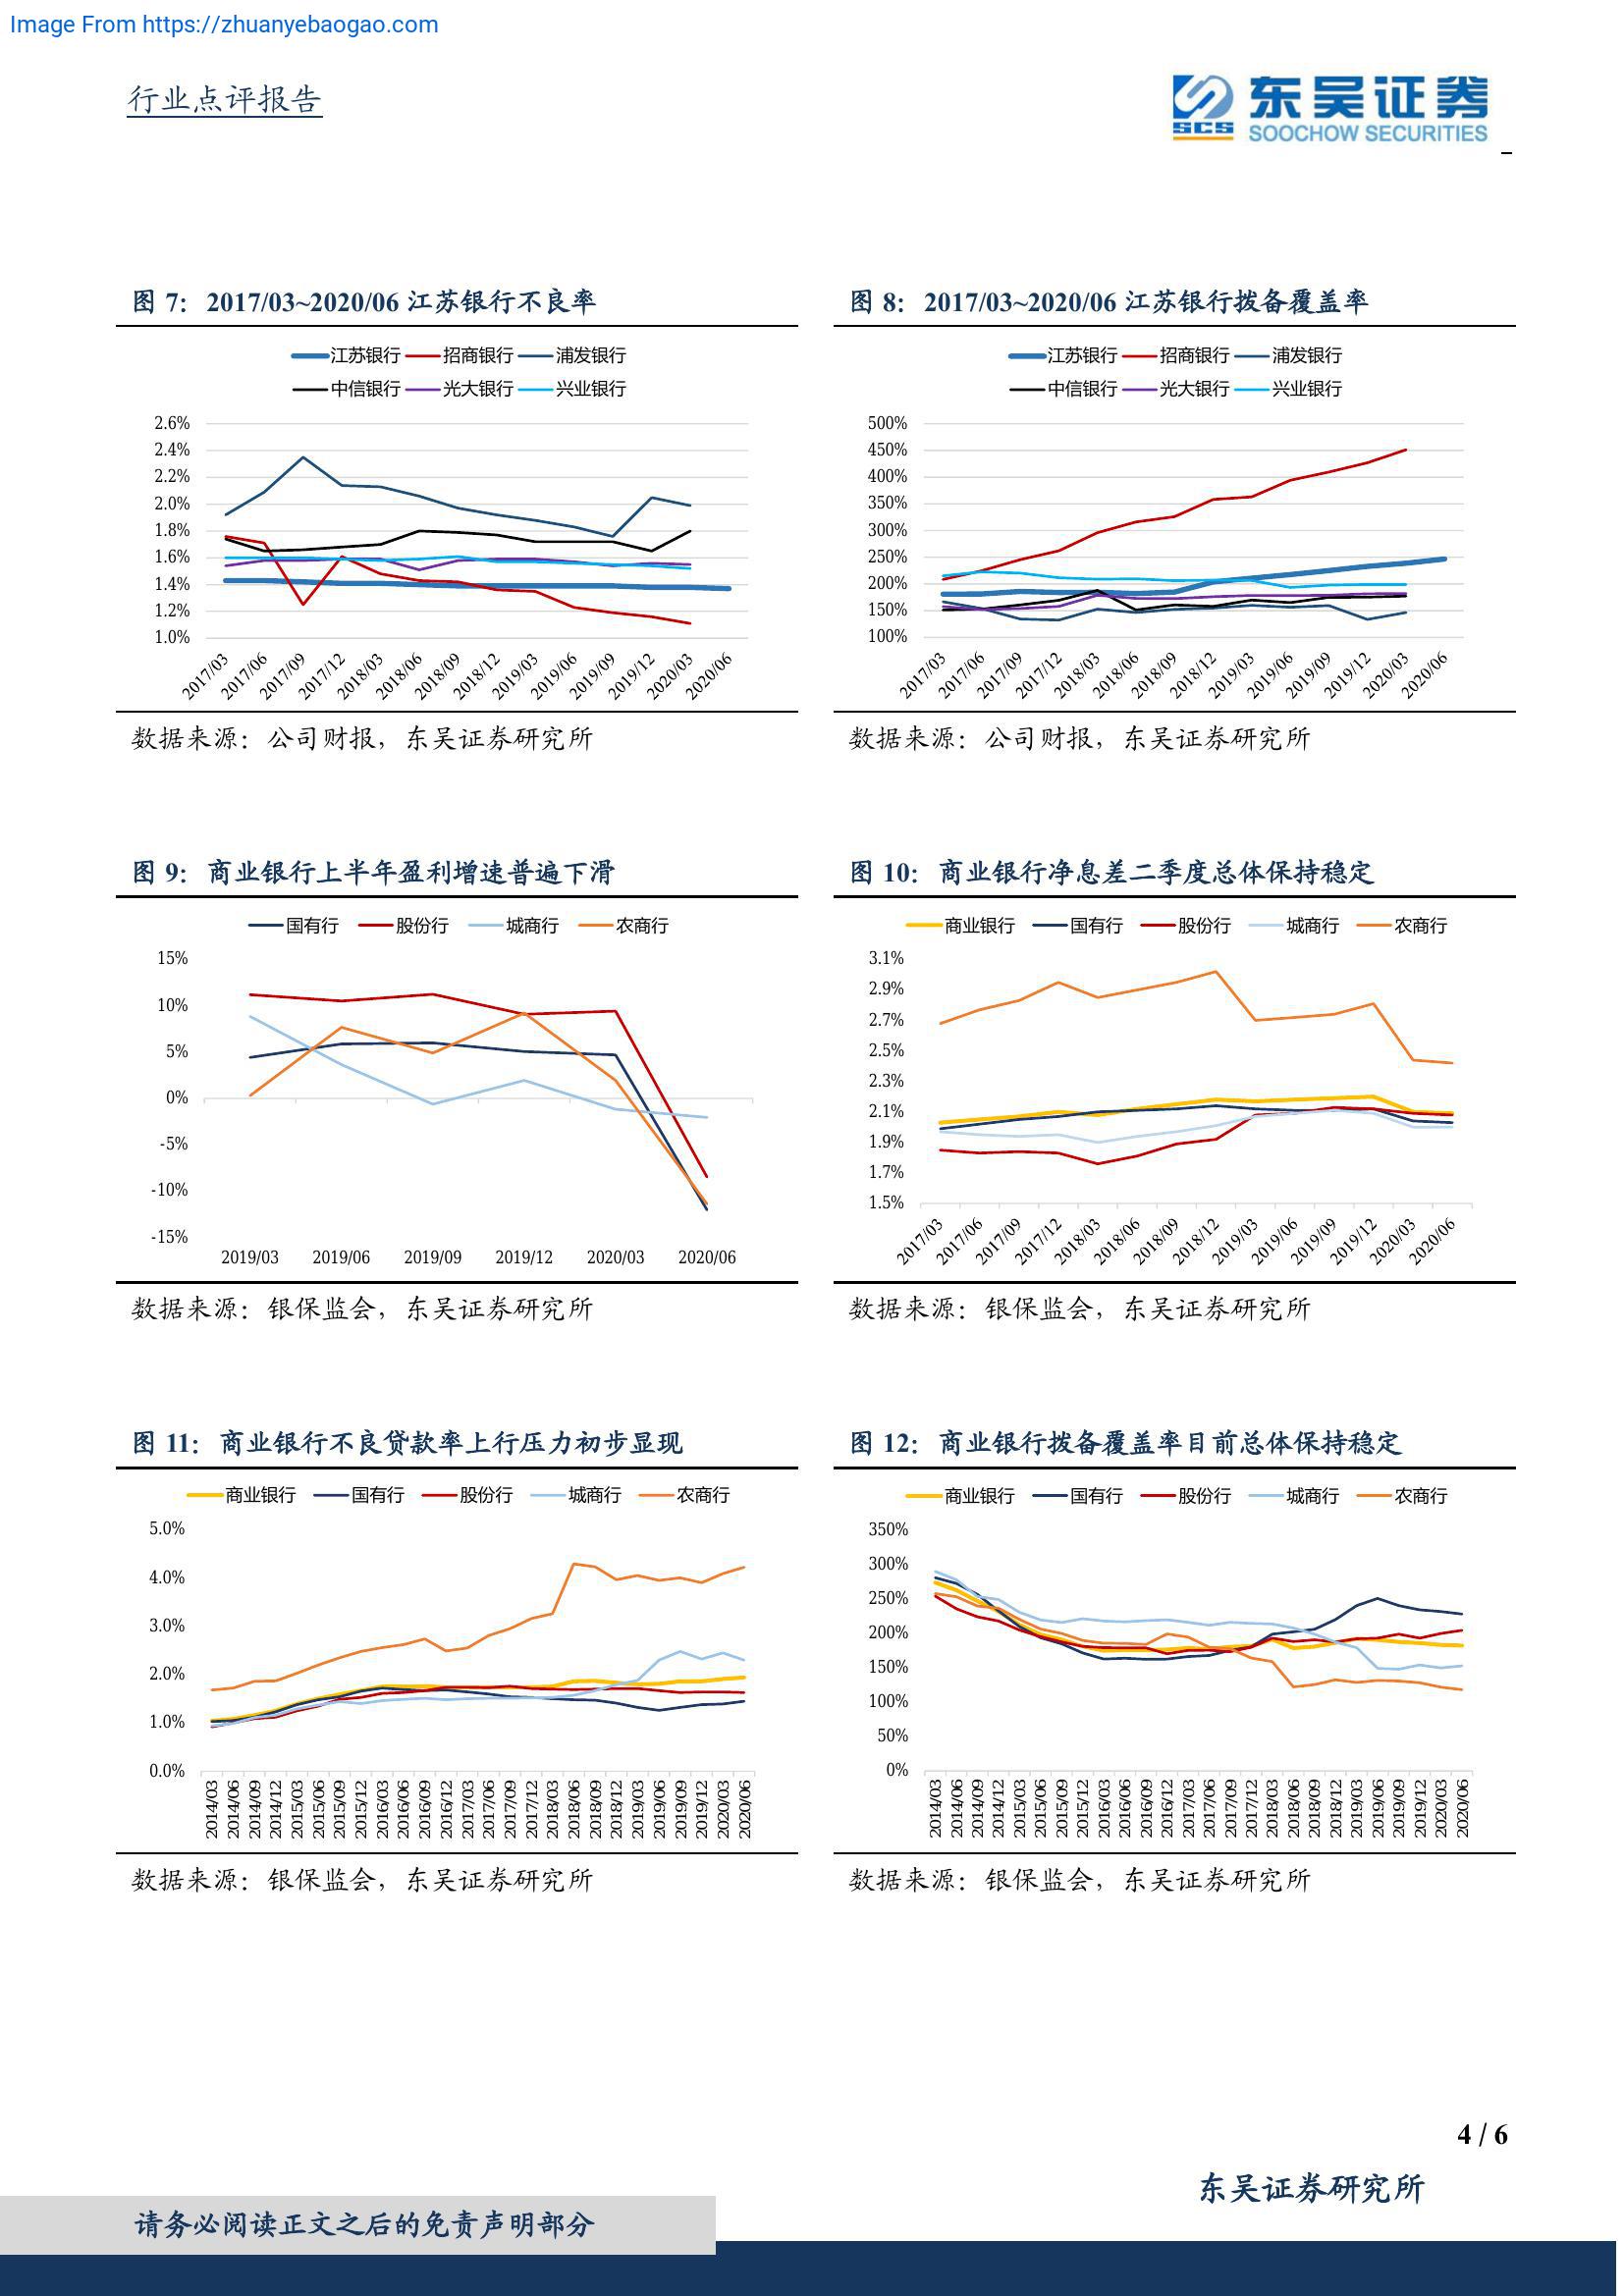 Image From https://zhuanyebaogao.com
行业点评报告
SCS
东吴证券
SOOCHOW SECURITIES
图 7: 2017/03~2020/06 江苏银行不良率
江苏银行 招商银行 浦发银行
中信银行 光大银行 兴业银行
2.6%
2.4%
2.2%
2.0%
1.8%
1.6%
1.4%
1.2%
1.0%
2017/03 2017/06 2017/09 2017/12 2018/03 2018/06 2018/09 2018/12 2019/03 2019/06 2019/09 2019/12 2020/03 2020/06
数据来源：公司财报，东吴证券研究所
图 8: 2017/03~2020/06 江苏银行拨备覆盖率
江苏银行 招商银行 浦发银行
中信银行 光大银行 兴业银行
500%
450%
400%
350%
300%
250%
200%
150%
100%
2017/03 2017/06 2017/09 2017/12 2018/03 2018/06 2018/09 2018/12 2019/03 2019/06 2019/09 2019/12 2020/03 2020/06
数据来源：公司财报，东吴证券研究所
图 9: 商业银行上半年盈利增速普遍下滑
国有行 股份行 城商行 农商行
15%
10%
5%
0%
-5%
-10%
-15%
2019/03 2019/06 2019/09 2019/12 2020/03 2020/06
数据来源：银保监会，东吴证券研究所
图 10: 商业银行净息差二季度总体保持稳定
商业银行 国有行 股份行 城商行 农商行
3.1%
2.9%
2.7%
2.5%
2.3%
2.1%
1.9%
1.7%
1.5%
2017/03 2017/06 2017/09 2017/12 2018/03 2018/06 2018/09 2018/12 2019/03 2019/06 2019/09 2019/12 2020/03 2020/06
数据来源：银保监会，东吴证券研究所
图 11: 商业银行不良贷款率上行压力初步显现
商业银行 国有行 股份行 城商行 农商行
5.0%
4.0%
3.0%
2.0%
1.0%
0.0%
2014/03 2014/06 2014/09 2014/12 2015/03 2015/06 2015/09 2015/12 2016/03 2016/06 2016/09 2016/12 2017/03 2017/06 2017/09 2017/12 2018/03 2018/06 2018/09 2018/12 2019/03 2019/06 2019/09 2019/12 2020/03 2020/06
数据来源：银保监会，东吴证券研究所
图 12: 商业银行拨备覆盖率目前总体保持稳定
商业银行 国有行 股份行 城商行 农商行
350%
300%
250%
200%
150%
100%
50%
0%
2014/03 2014/06 2014/09 2014/12 2015/03 2015/06 2015/09 2015/12 2016/03 2016/06 2016/09 2016/12 2017/03 2017/06 2017/09 2017/12 2018/03 2018/06 2018/09 2018/12 2019/03 2019/06 2019/09 2019/12 2020/03 2020/06
数据来源：银保监会，东吴证券研究所
4 / 6
东吴证券研究所
请务必阅读正文之后的免责声明部分